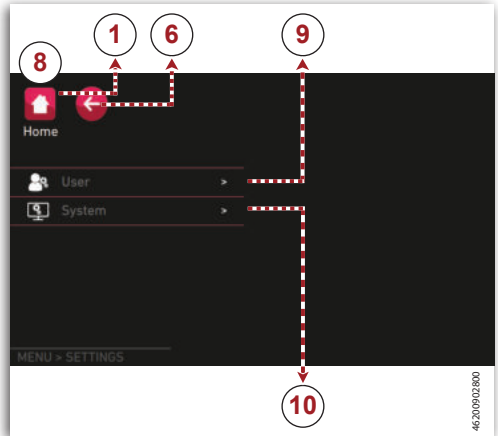 1
6
9
8
Home
User >
System >
MENU > SETTINGS
10
46200902800